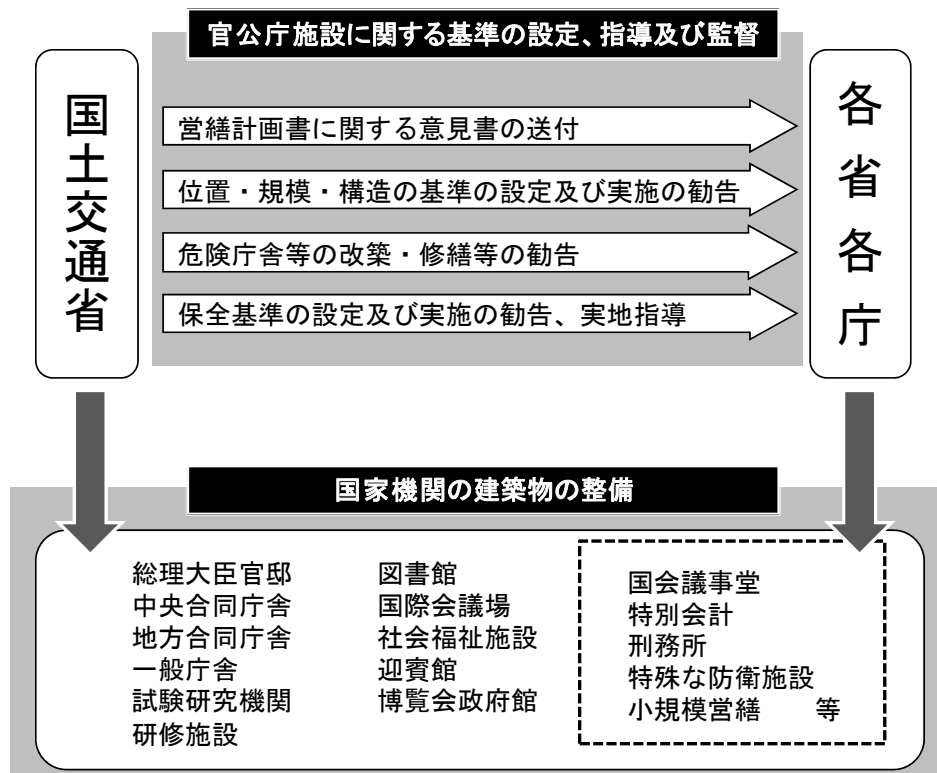 官公庁施設に関する基準の設定、指導及び監督
国土交通省
営繕計画書に関する意見書の送付
位置・規模・構造の基準の設定及び実施の勧告
危険庁舎等の改築・修繕等の勧告
保全基準の設定及び実施の勧告、実地指導
各省各庁
国家機関の建築物の整備
総理大臣官邸
中央合同庁舎
地方合同庁舎
一般庁舎
試験研究機関
研修施設
図書館
国際会議場
社会福祉施設
迎賓館
博覧会政府館
国会議事堂
特別会計
刑務所
特殊な防衛施設
小規模営繕　　等